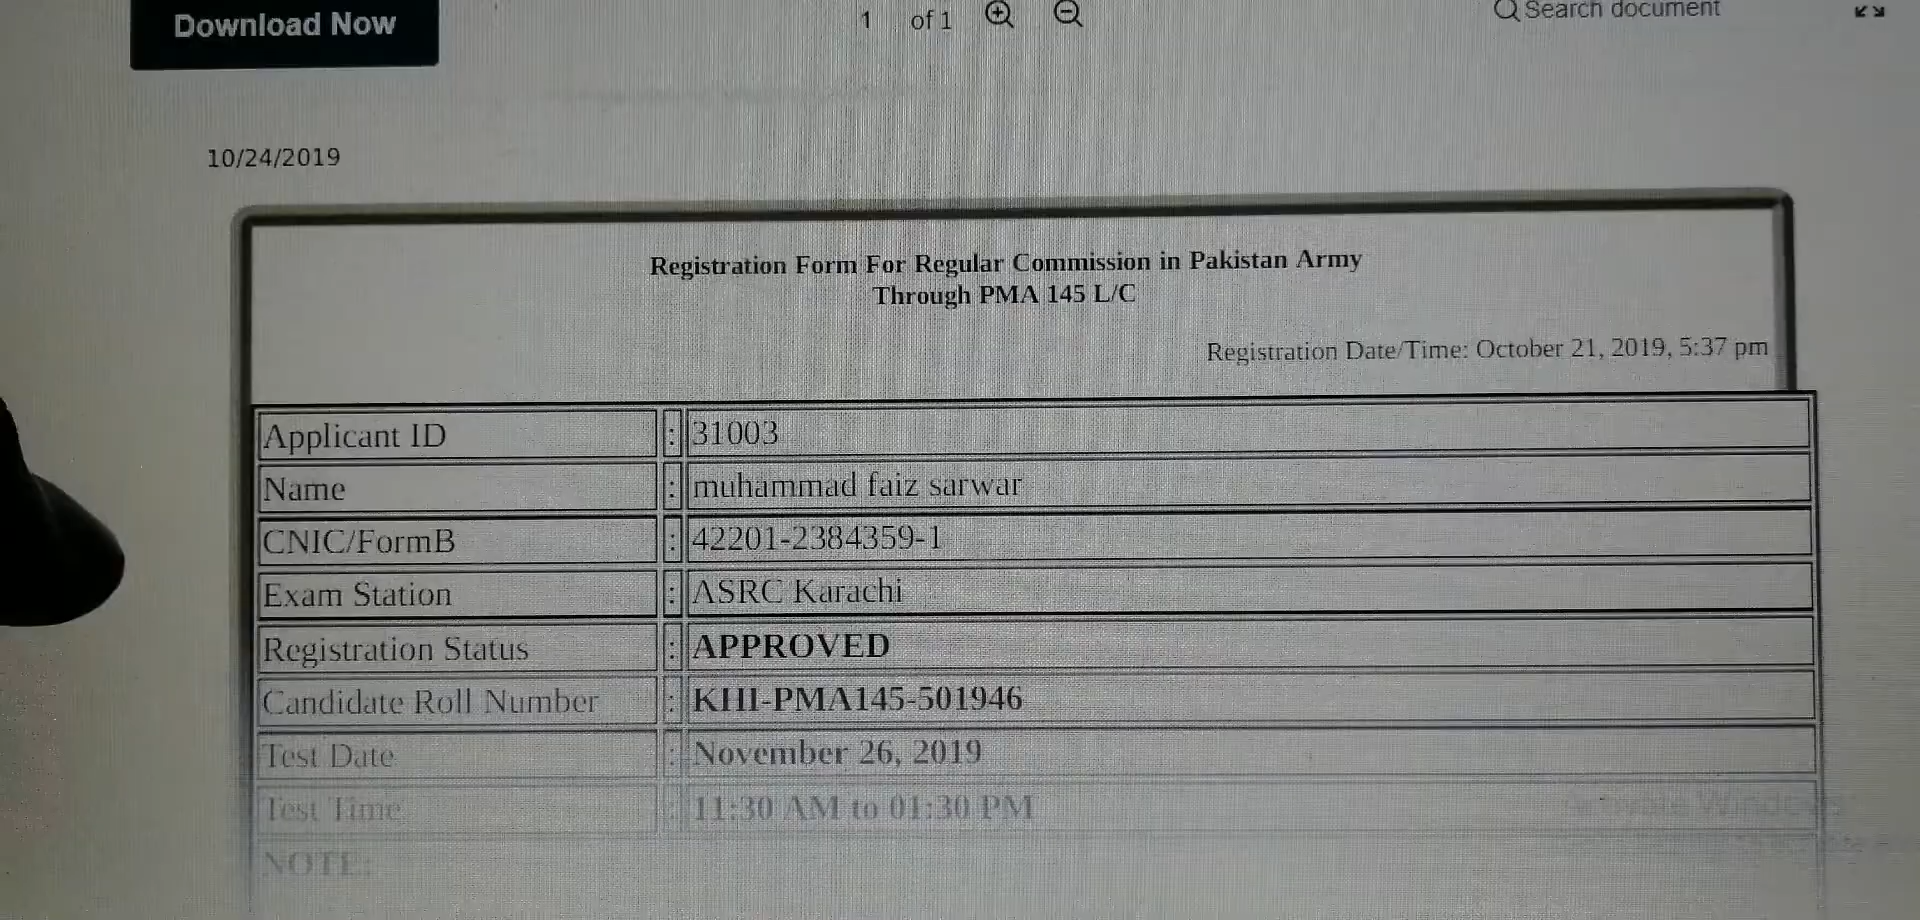 Download Now
1 of 1
Search document
10/24/2019
Registration Form For Regular Commission in Pakistan Army
Through PMA 145 L/C
Registration Date/Time: October 21, 2019, 5:37 pm
Applicant ID : 31003
Name : muhammad faiz sarwar
CNIC/FormB : 42201-2384359-1
Exam Station : ASRC Karachi
Registration Status : APPROVED
Candidate Roll Number : KHI-PMA145-501946
Test Date : November 26, 2019
Test Time : 11:30 AM to 01:30 PM
Activate Windows
NOTE: